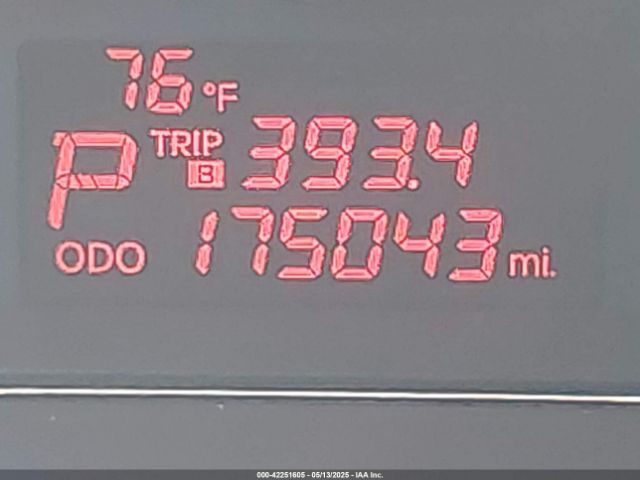 76 °F
P TRIP B 393.4
ODO 175043 mi.
000-42251605 - 05/13/2025 - IAA Inc.